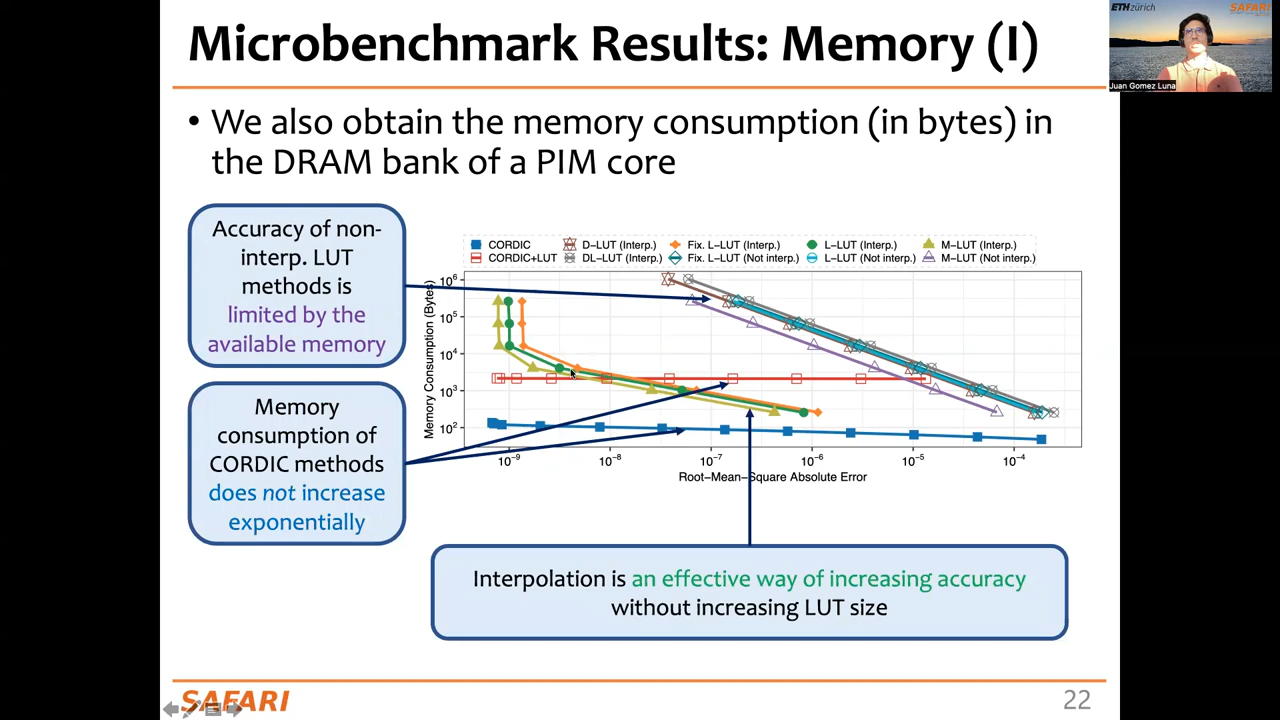 Microbenchmark Results: Memory (I)
ETH zürich
SAFARI
Juan Gomez Luna
• We also obtain the memory consumption (in bytes) in
the DRAM bank of a PIM core
Accuracy of non-
interp. LUT
methods is
limited by the
available memory
Memory
consumption of
CORDIC methods
does not increase
exponentially
CORDIC D-LUT (Interp.) Fix. L-LUT (Interp.) L-LUT (Interp.) M-LUT (Interp.)
CORDIC+LUT DL-LUT (Interp.) Fix. L-LUT (Not interp.) L-LUT (Not interp.) M-LUT (Not interp.)
Memory Consumption (Bytes)
10⁶
10⁵
10⁴
10³
10²
10⁻⁹ 10⁻⁸ 10⁻⁷ 10⁻⁶ 10⁻⁵ 10⁻⁴
Root−Mean−Square Absolute Error
Interpolation is an effective way of increasing accuracy
without increasing LUT size
SAFARI
22